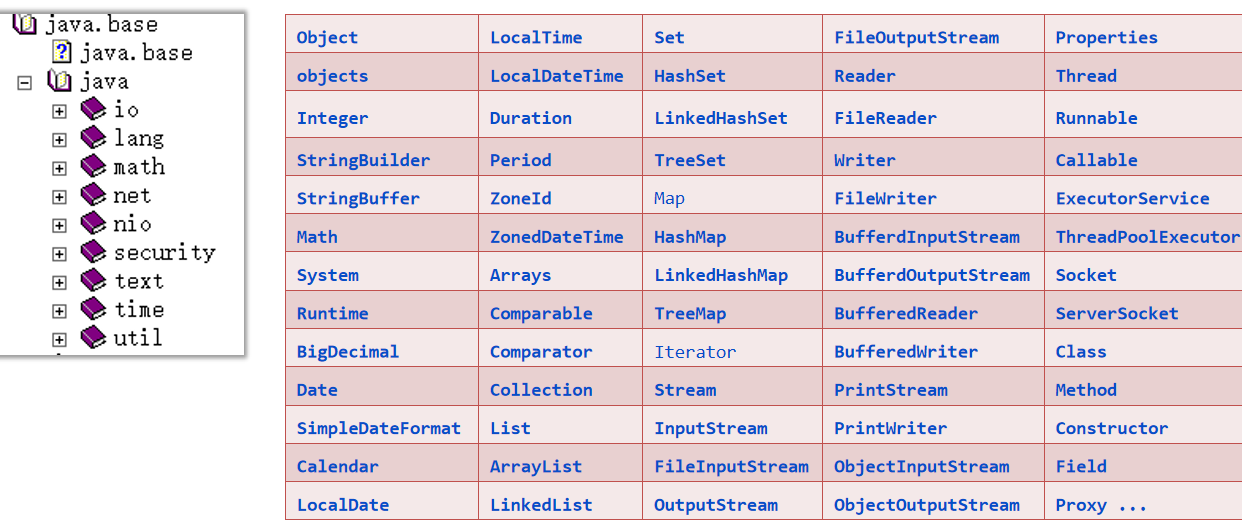 java.base
java.base
java
io
lang
math
net
nio
security
text
time
util
Object LocalTime Set FileOutputStream Properties
objects LocalDateTime HashSet Reader Thread
Integer Duration LinkedHashSet FileReader Runnable
StringBuilder Period TreeSet Writer Callable
StringBuffer ZoneId Map FileWriter ExecutorService
Math ZonedDateTime HashMap BufferdInputStream ThreadPoolExecutor
System Arrays LinkedHashMap BufferdOutputStream Socket
Runtime Comparable TreeMap BufferedReader ServerSocket
BigDecimal Comparator Iterator BufferedWriter Class
Date Collection Stream PrintStream Method
SimpleDateFormat List InputStream PrintWriter Constructor
Calendar ArrayList FileInputStream ObjectInputStream Field
LocalDate LinkedList OutputStream ObjectOutputStream Proxy ...